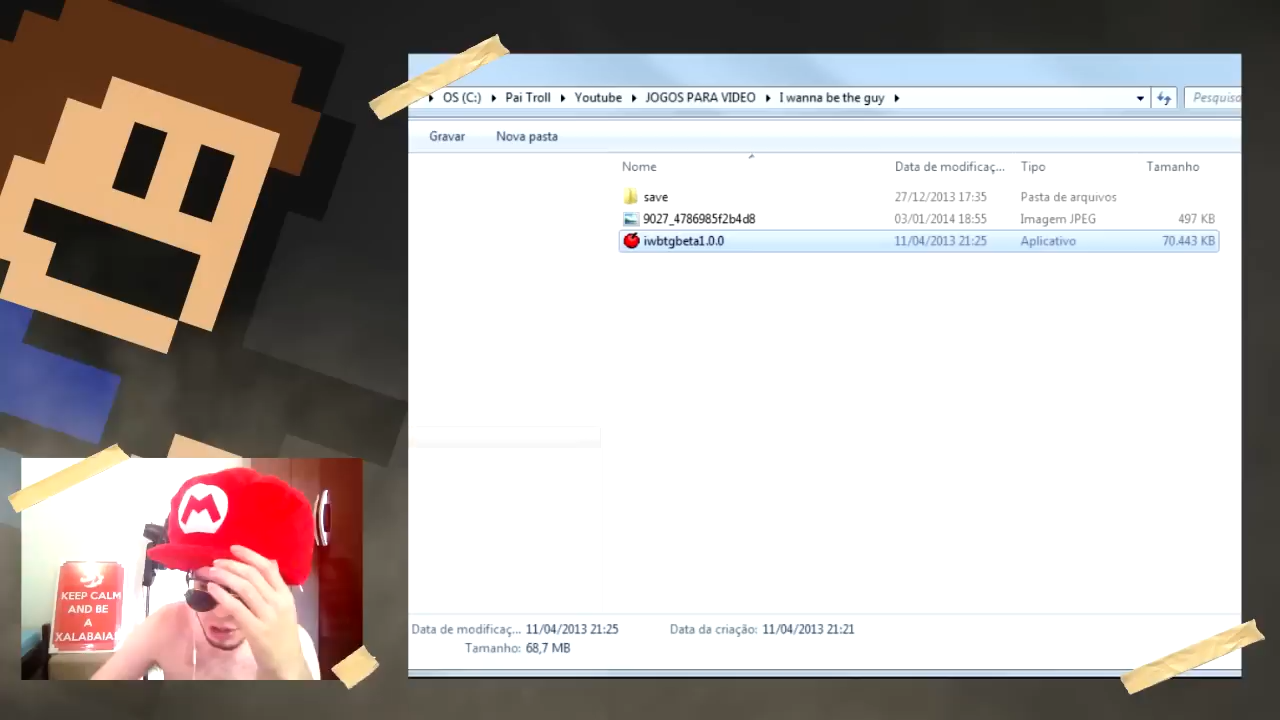 OS (C:) Pai Troll Youtube JOGOS PARA VIDEO I wanna be the guy
Pesquisa
Gravar Nova pasta
Nome Data de modificaç... Tipo Tamanho
save 27/12/2013 17:35 Pasta de arquivos
9027_4786985f2b4d8 03/01/2014 18:55 Imagem JPEG 497 KB
iwbtgbeta1.0.0 11/04/2013 21:25 Aplicativo 70.443 KB
M
KEEP CALM
AND BE
A
XALABAIA
Data de modificaç... 11/04/2013 21:25 Data da criação: 11/04/2013 21:21
Tamanho: 68,7 MB